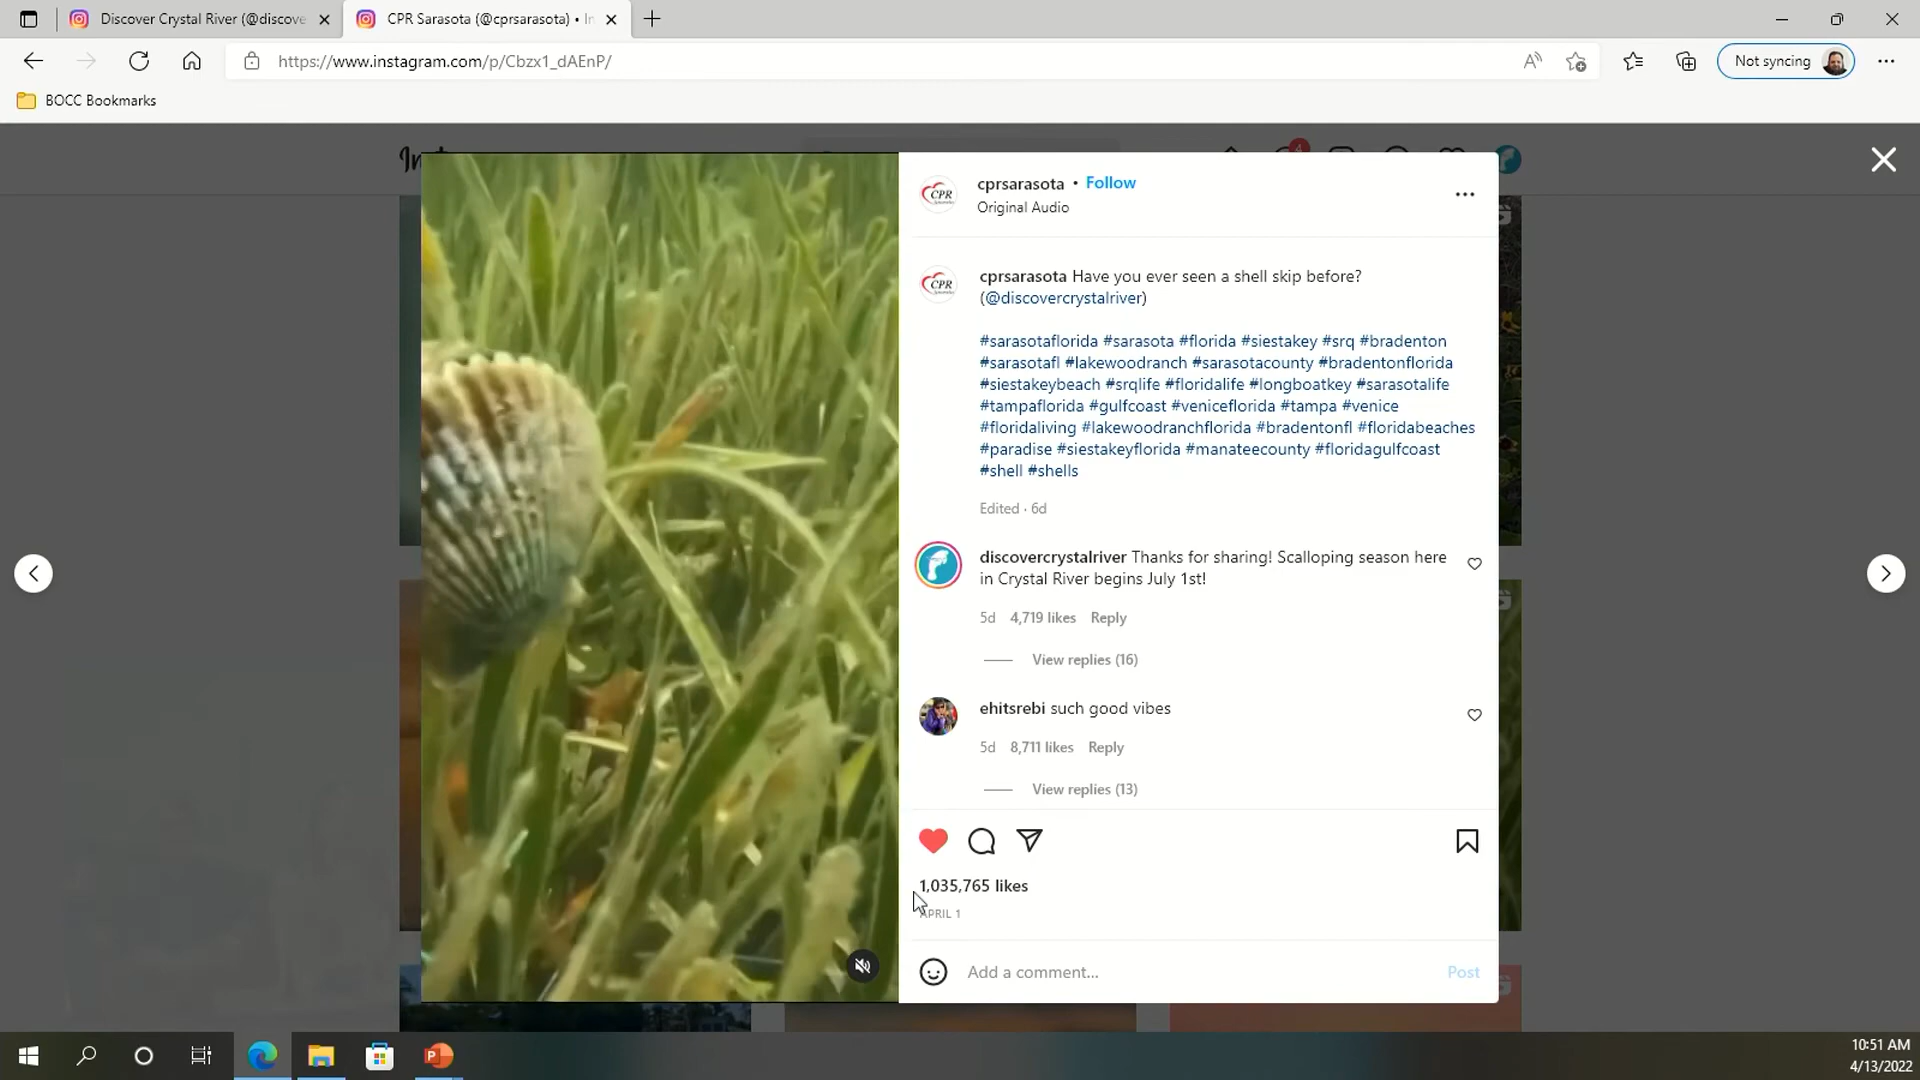 Discover Crystal River (@discove
CPR Sarasota (@cprsarasota) • In
https://www.instagram.com/p/Cbzx1_dAEnP/
Not syncing
BOCC Bookmarks
4
CPR
cprsarasota • Follow
Original Audio
CPR
cprsarasota Have you ever seen a shell skip before?
(@discovercrystalriver)
#sarasotaflorida #sarasota #florida #siestakey #srq #bradenton
#sarasotafl #lakewoodranch #sarasotacounty #bradentonflorida
#siestakeybeach #srqlife #floridalife #longboatkey #sarasotalife
#tampaflorida #gulfcoast #veniceflorida #tampa #venice
#floridaliving #lakewoodranchflorida #bradentonfl #floridabeaches
#paradise #siestakeyflorida #manateecounty #floridagulfcoast
#shell #shells
Edited · 6d
discovercrystalriver Thanks for sharing! Scalloping season here
in Crystal River begins July 1st!
5d 4,719 likes Reply
View replies (16)
ehitsrebi such good vibes
5d 8,711 likes Reply
View replies (13)
1,035,765 likes
APRIL 1
Add a comment...
Post
10:51 AM
4/13/2022